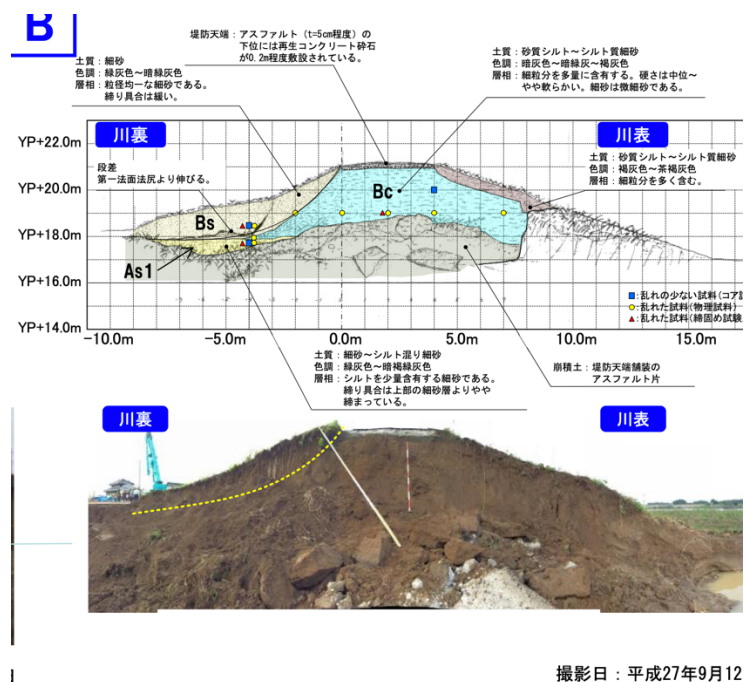 B
堤防天端：アスファルト（t=5cm程度）の
下位には再生コンクリート砕石
が0.2m程度敷設されている。
土質：細砂
色調：緑灰色～暗緑灰色
層相：粒径均一な細砂である。
締り具合は緩い。
土質：砂質シルト～シルト質細砂
色調：暗灰色～暗緑灰～褐灰色
層相：細粒分を多量に含有する。硬さは中位～
やや軟らかい。細砂は微細砂である。
川裏
川表
YP+22.0m
YP+20.0m
YP+18.0m
YP+16.0m
YP+14.0m
段差
第一法面法尻より伸びる。
土質：砂質シルト～シルト質細砂
色調：褐灰色～茶褐灰色
層相：細粒分を多く含む。
Bs
Bc
As1
■:乱れの少ない試料(コア
●:乱れた試料(物理試料)
▲:乱れた試料(締固め試験
-10.0m
-5.0m
0.0m
5.0m
10.0m
15.0m
土質：細砂～シルト混り細砂
色調：緑灰色～暗褐緑灰色
層相：シルトを少量含有する細砂である。
締り具合は上部の細砂層よりやや
締まっている。
崩積土：堤防天端舗装の
アスファルト片
川裏
川表
撮影日：平成27年9月12